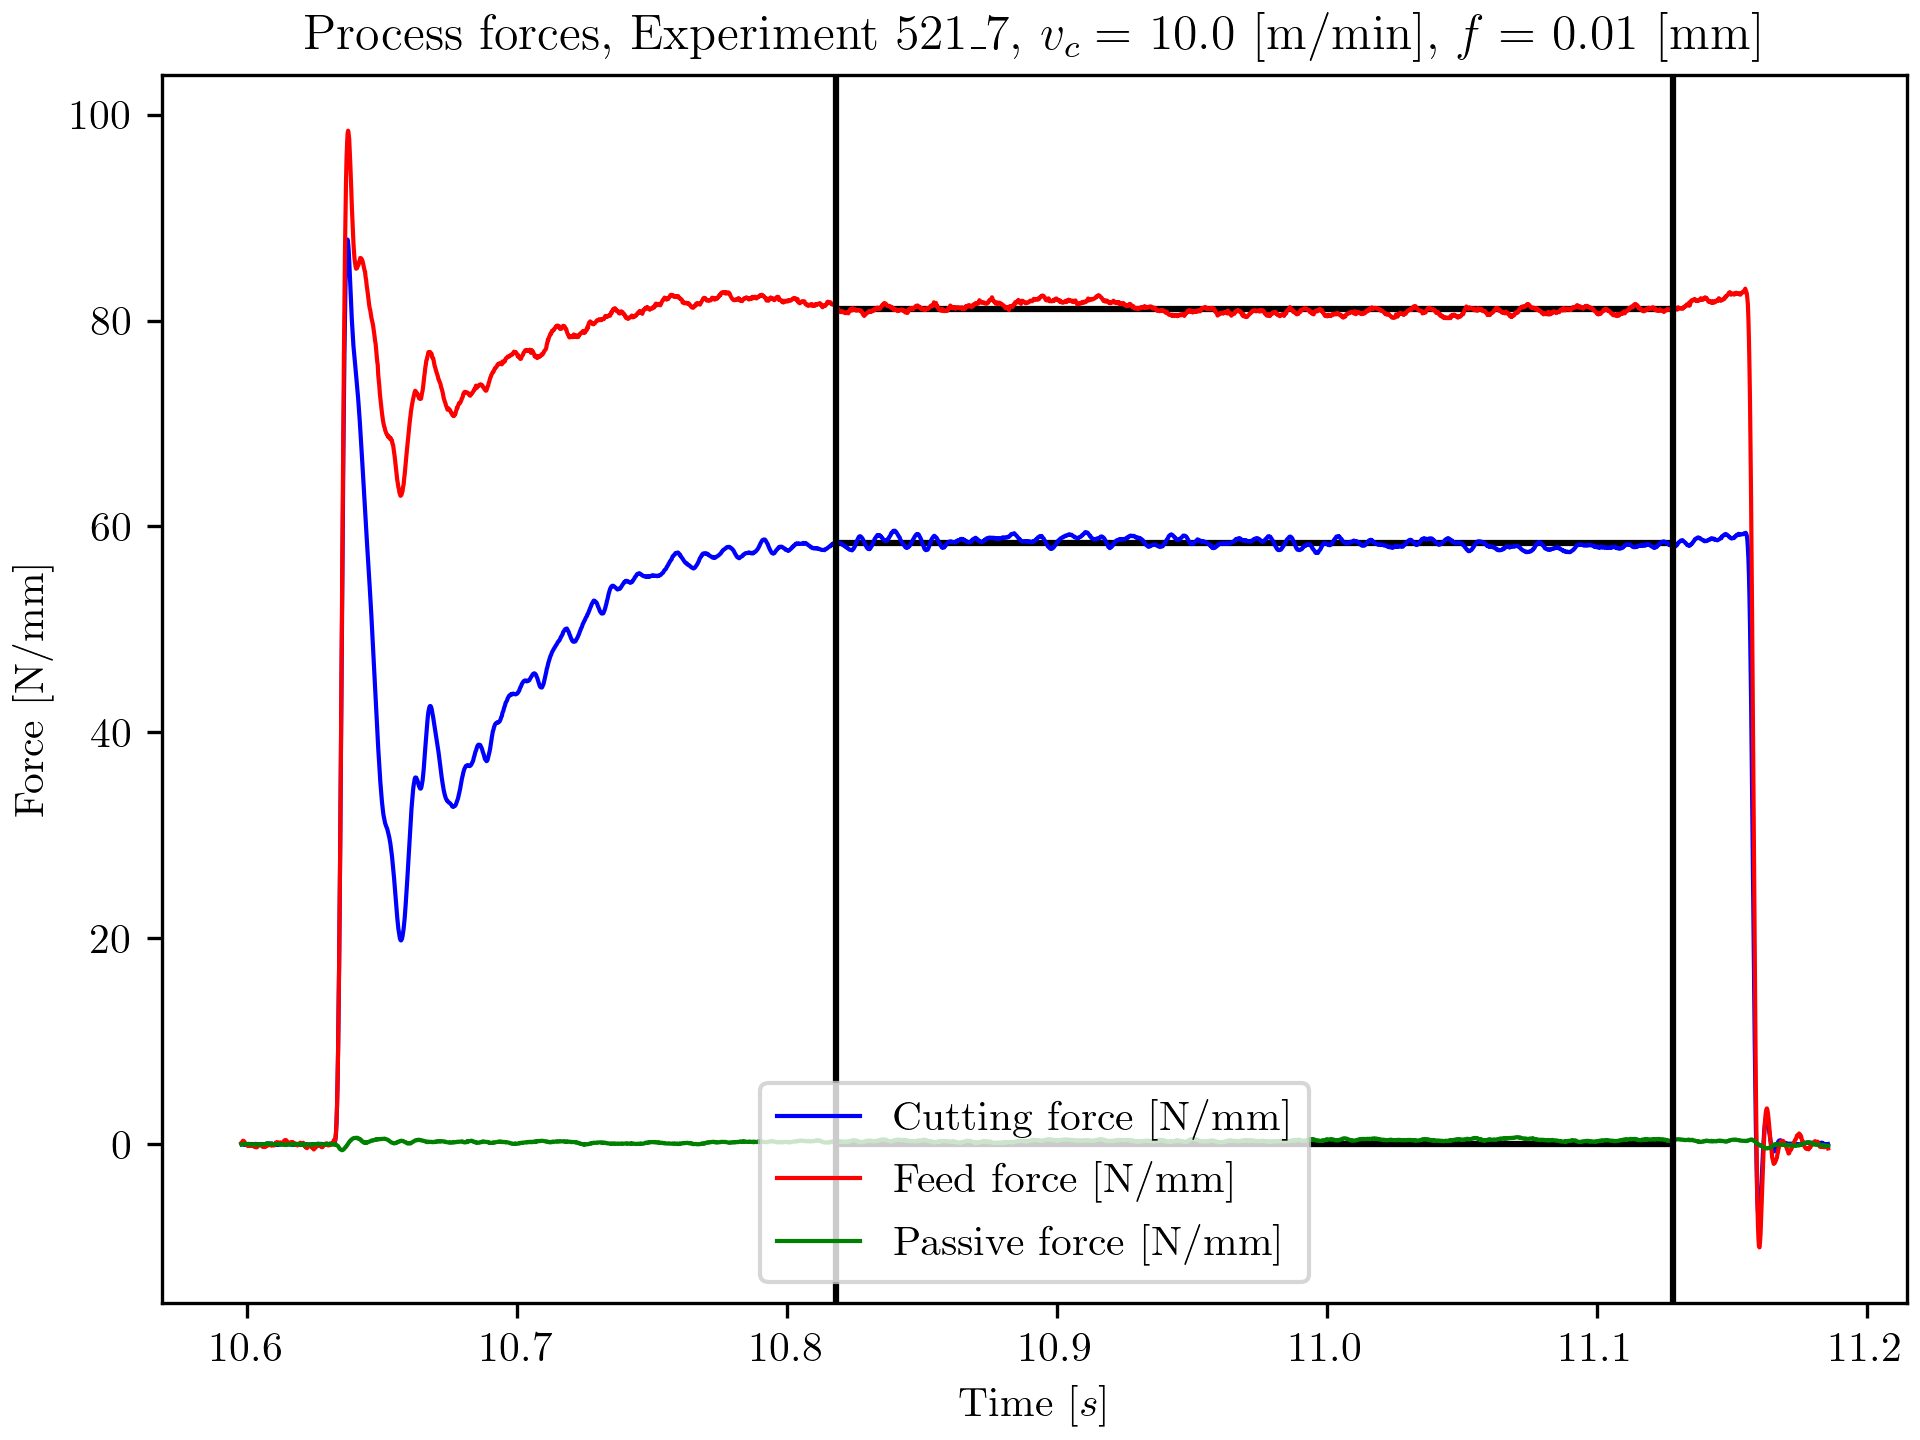 Process forces, Experiment 521_7, v_c = 10.0 [m/min], f = 0.01 [mm]
100
80
60
40
20
0
Force [N/mm]
Cutting force [N/mm]
Feed force [N/mm]
Passive force [N/mm]
10.6 10.7 10.8 10.9 11.0 11.1 11.2
Time [s]